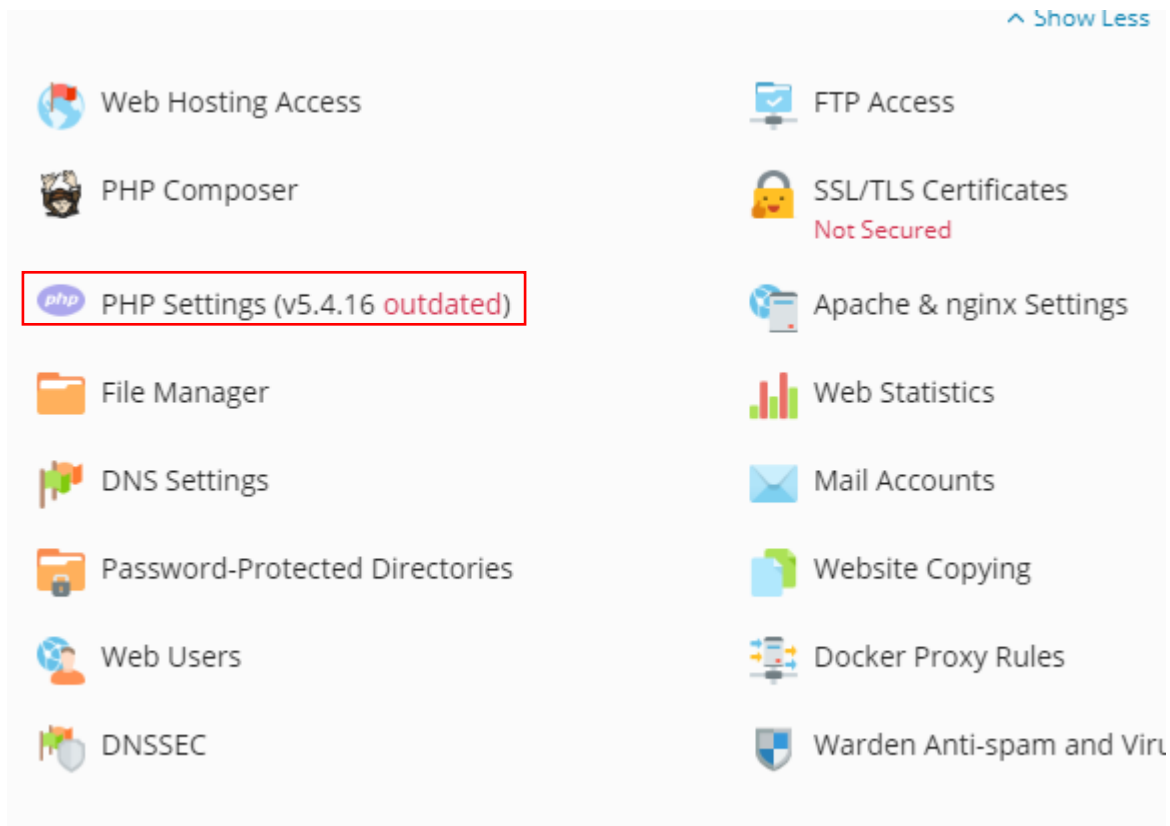 Show Less
Web Hosting Access
FTP Access
PHP Composer
SSL/TLS Certificates
Not Secured
php
PHP Settings (v5.4.16 outdated)
Apache & nginx Settings
File Manager
Web Statistics
DNS Settings
Mail Accounts
Password-Protected Directories
Website Copying
Web Users
Docker Proxy Rules
DNSSEC
Warden Anti-spam and Viru